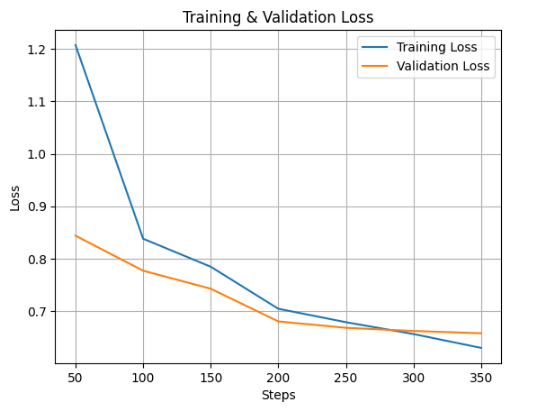 Training & Validation Loss
Training Loss
Validation Loss
1.2
1.1
1.0
0.9
0.8
0.7
Loss
50 100 150 200 250 300 350
Steps